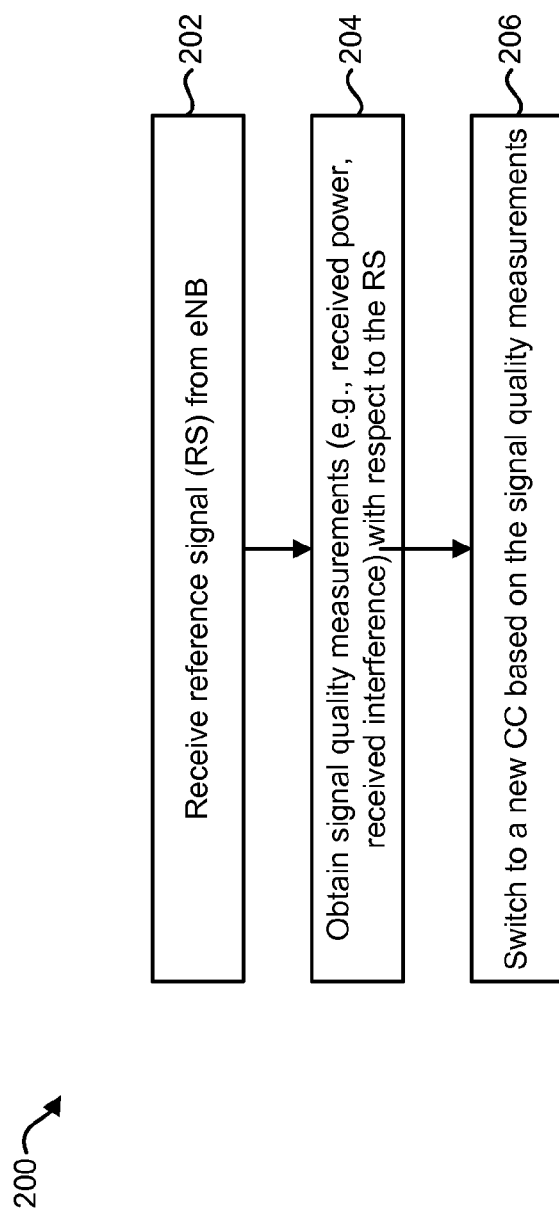 200
Receive reference signal (RS) from eNB
202
Obtain signal quality measurements (e.g., received power,
received interference) with respect to the RS
204
Switch to a new CC based on the signal quality measurements
206